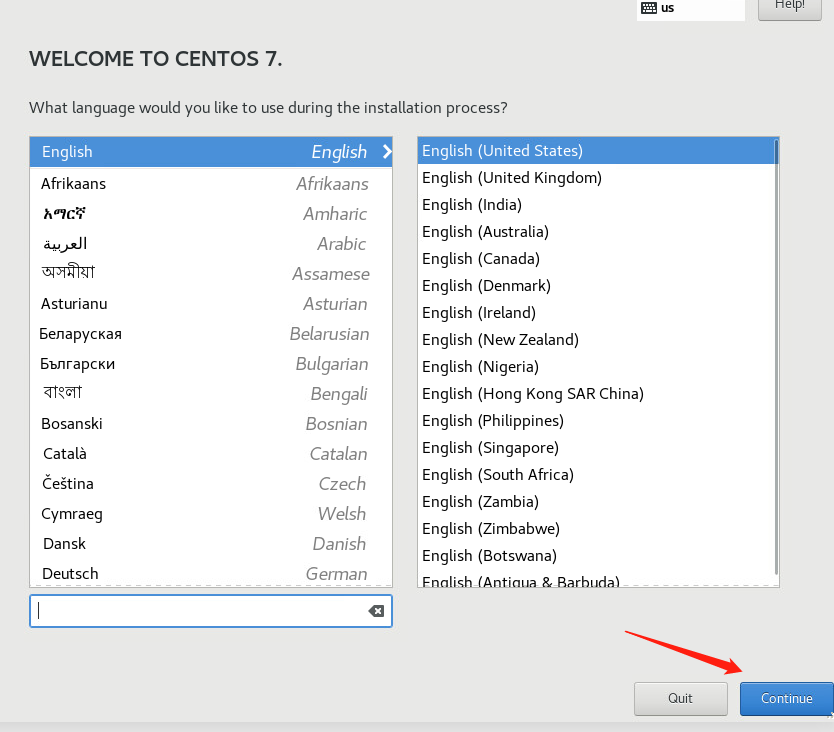 us
Help!
WELCOME TO CENTOS 7.
What language would you like to use during the installation process?
English English
Afrikaans Afrikaans
አማርኛ Amharic
العربية Arabic
অসমীয়া Assamese
Asturianu Asturian
Беларуская Belarusian
Български Bulgarian
বাংলা Bengali
Bosanski Bosnian
Català Catalan
Čeština Czech
Cymraeg Welsh
Dansk Danish
Deutsch German
English (United States)
English (United Kingdom)
English (India)
English (Australia)
English (Canada)
English (Denmark)
English (Ireland)
English (New Zealand)
English (Nigeria)
English (Hong Kong SAR China)
English (Philippines)
English (Singapore)
English (South Africa)
English (Zambia)
English (Zimbabwe)
English (Botswana)
English (Antigua & Barbuda)
Quit
Continue